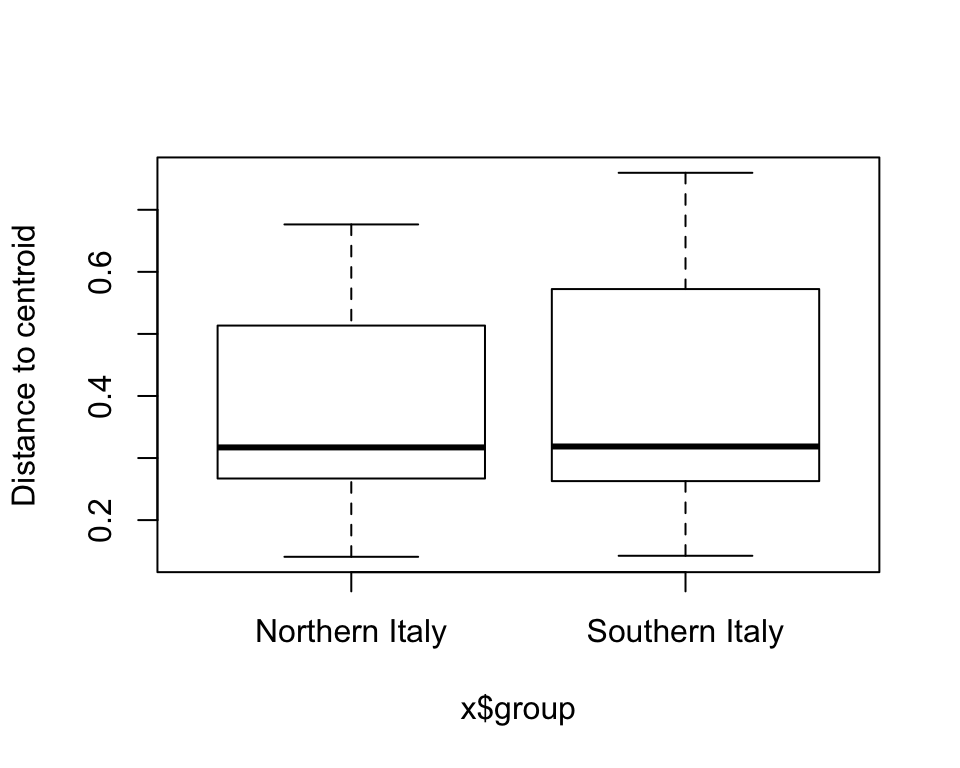 Distance to centroid
0.6
0.4
0.2
Northern Italy
Southern Italy
x$group